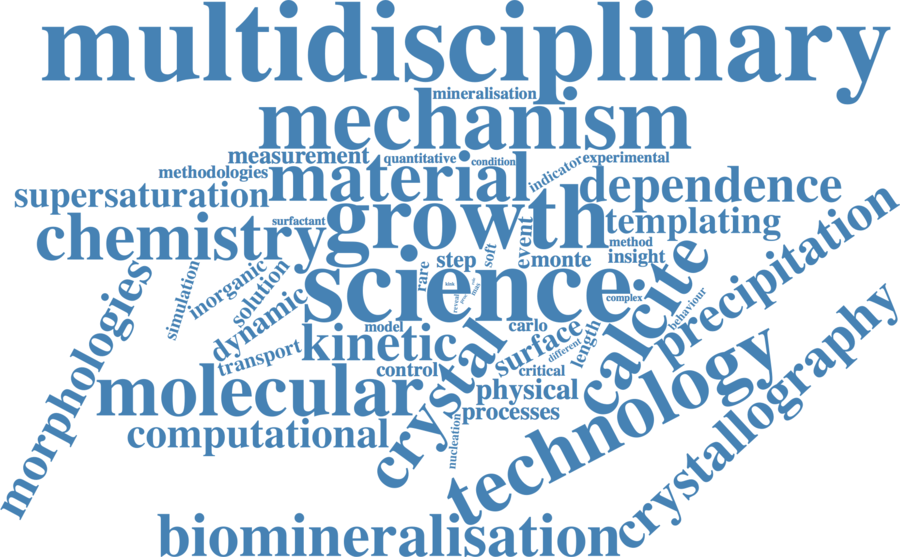 multidisciplinary
mineralisation
mechanism
measurement
quantitative
condition
indicator
experimental
methodologies
material
dependence
supersaturation
growth
templating
surfactant
chemistry
event
method
insight
soft
step
monte
rare
science
calcite
precipitation
complex
behaviour
simulation
inorganic
solution
dynamic
morphologies
model
carlo
kinetic
surface
length
different
transport
control
critical
crystal
molecular
physical
processes
technology
crystallography
computational
nucleation
biomineralisation